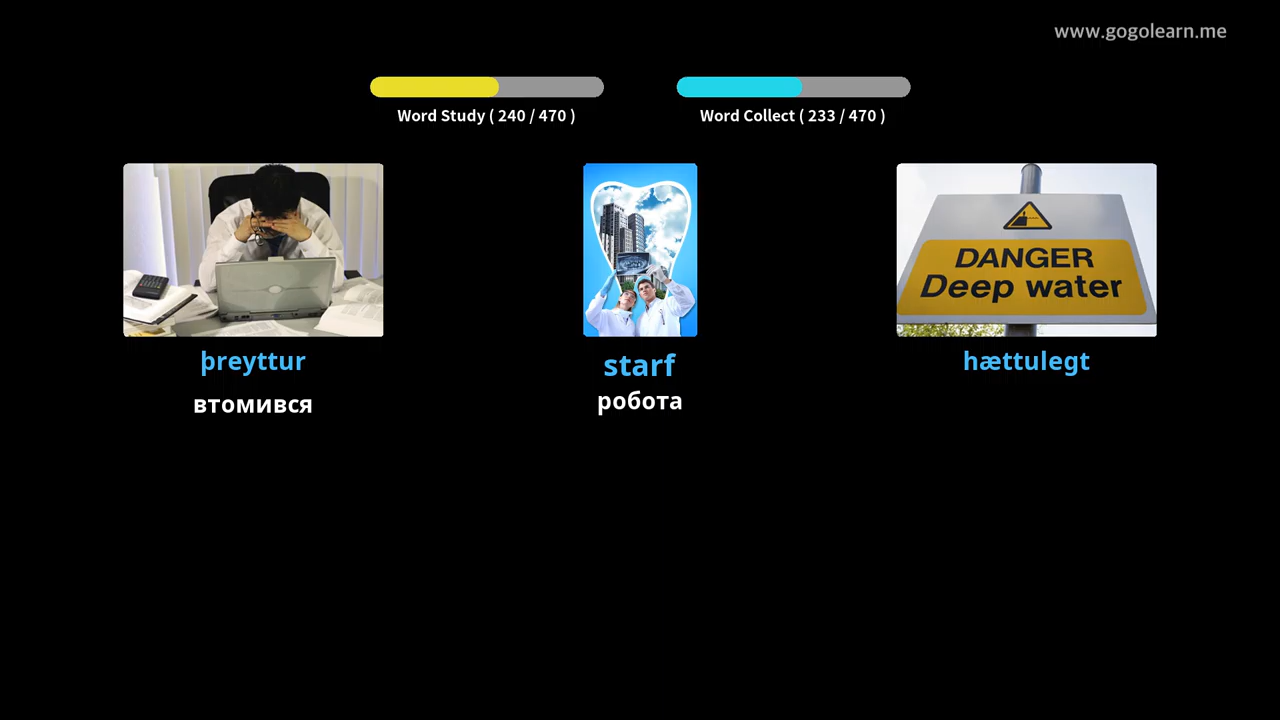 www.gogolearn.me
Word Study ( 240 / 470 )
Word Collect ( 233 / 470 )
DANGER
Deep water
þreyttur
starf
hættulegt
втомився
робота